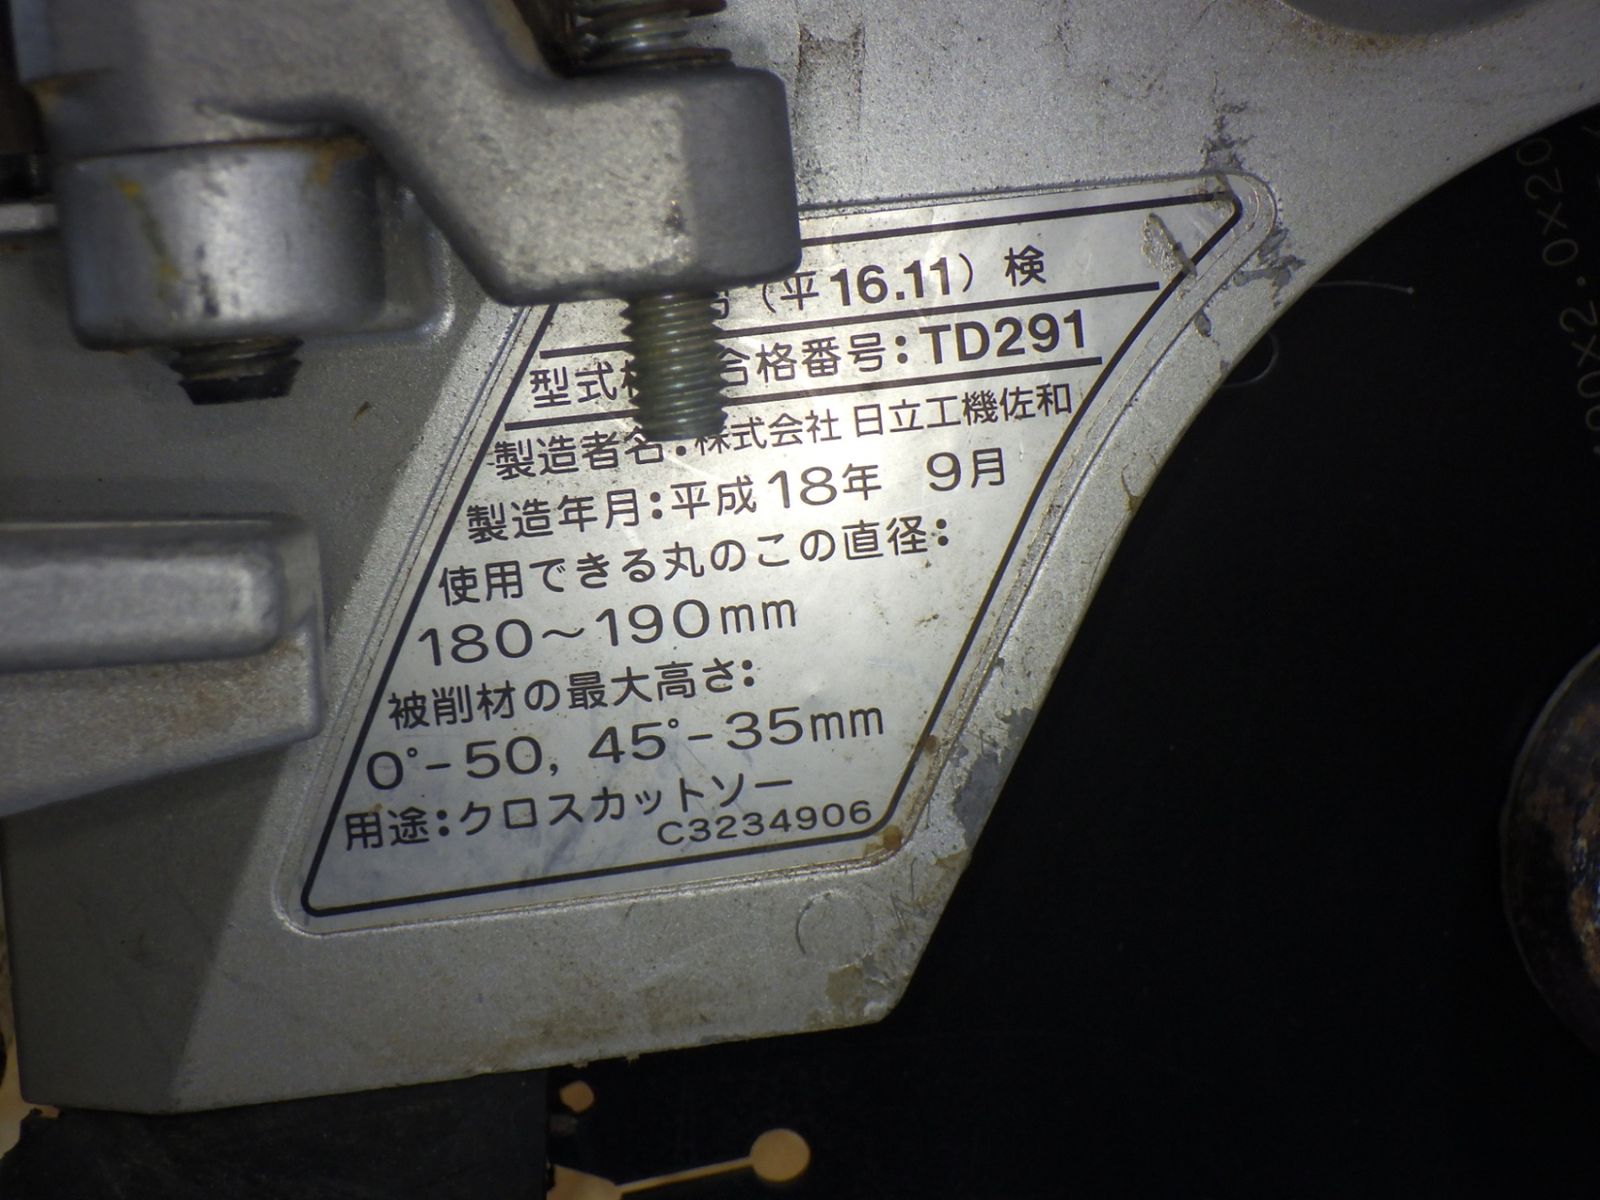 (平16.11) 検
型式 合格番号：TD291
製造者名：株式会社 日立工機佐和
製造年月：平成18年 9月
使用できる丸のこの直径：
180～190mm
被削材の最大高さ：
0°-50, 45°-35mm
用途：クロスカットソー
C3234906